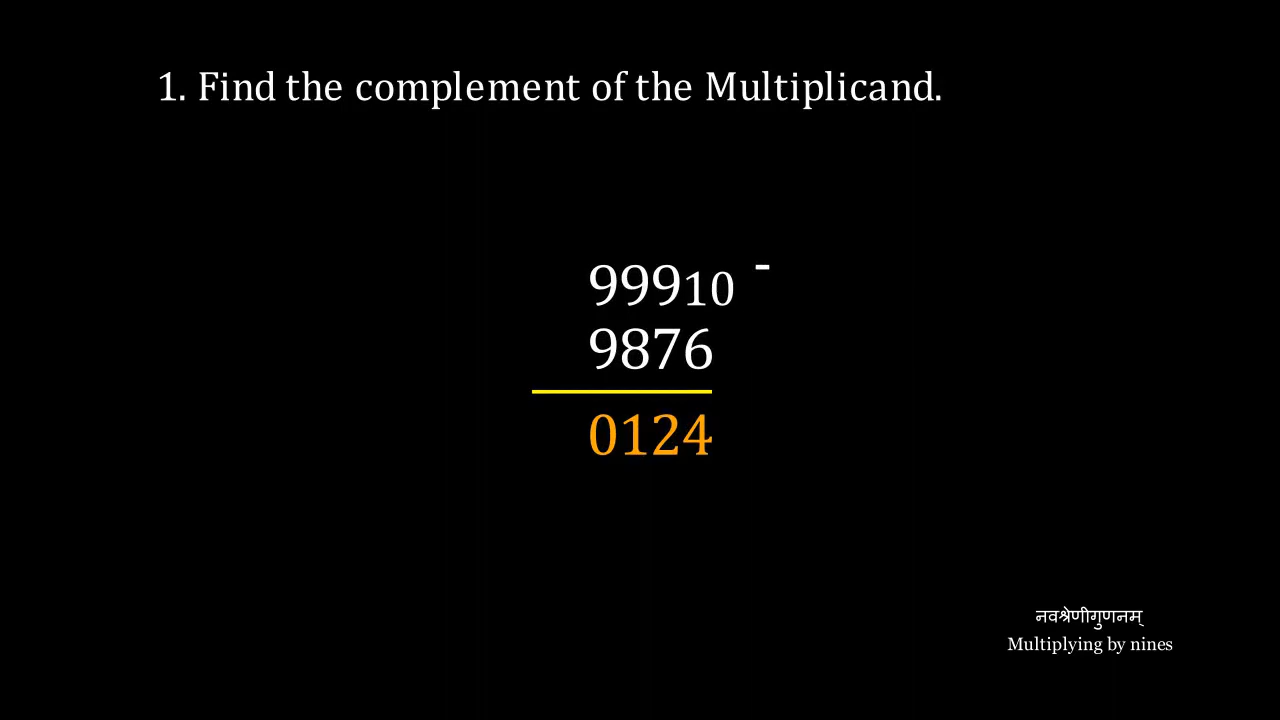 1. Find the complement of the Multiplicand.
99910 -
9876
0124
नवश्रेणीगुणनम्
Multiplying by nines